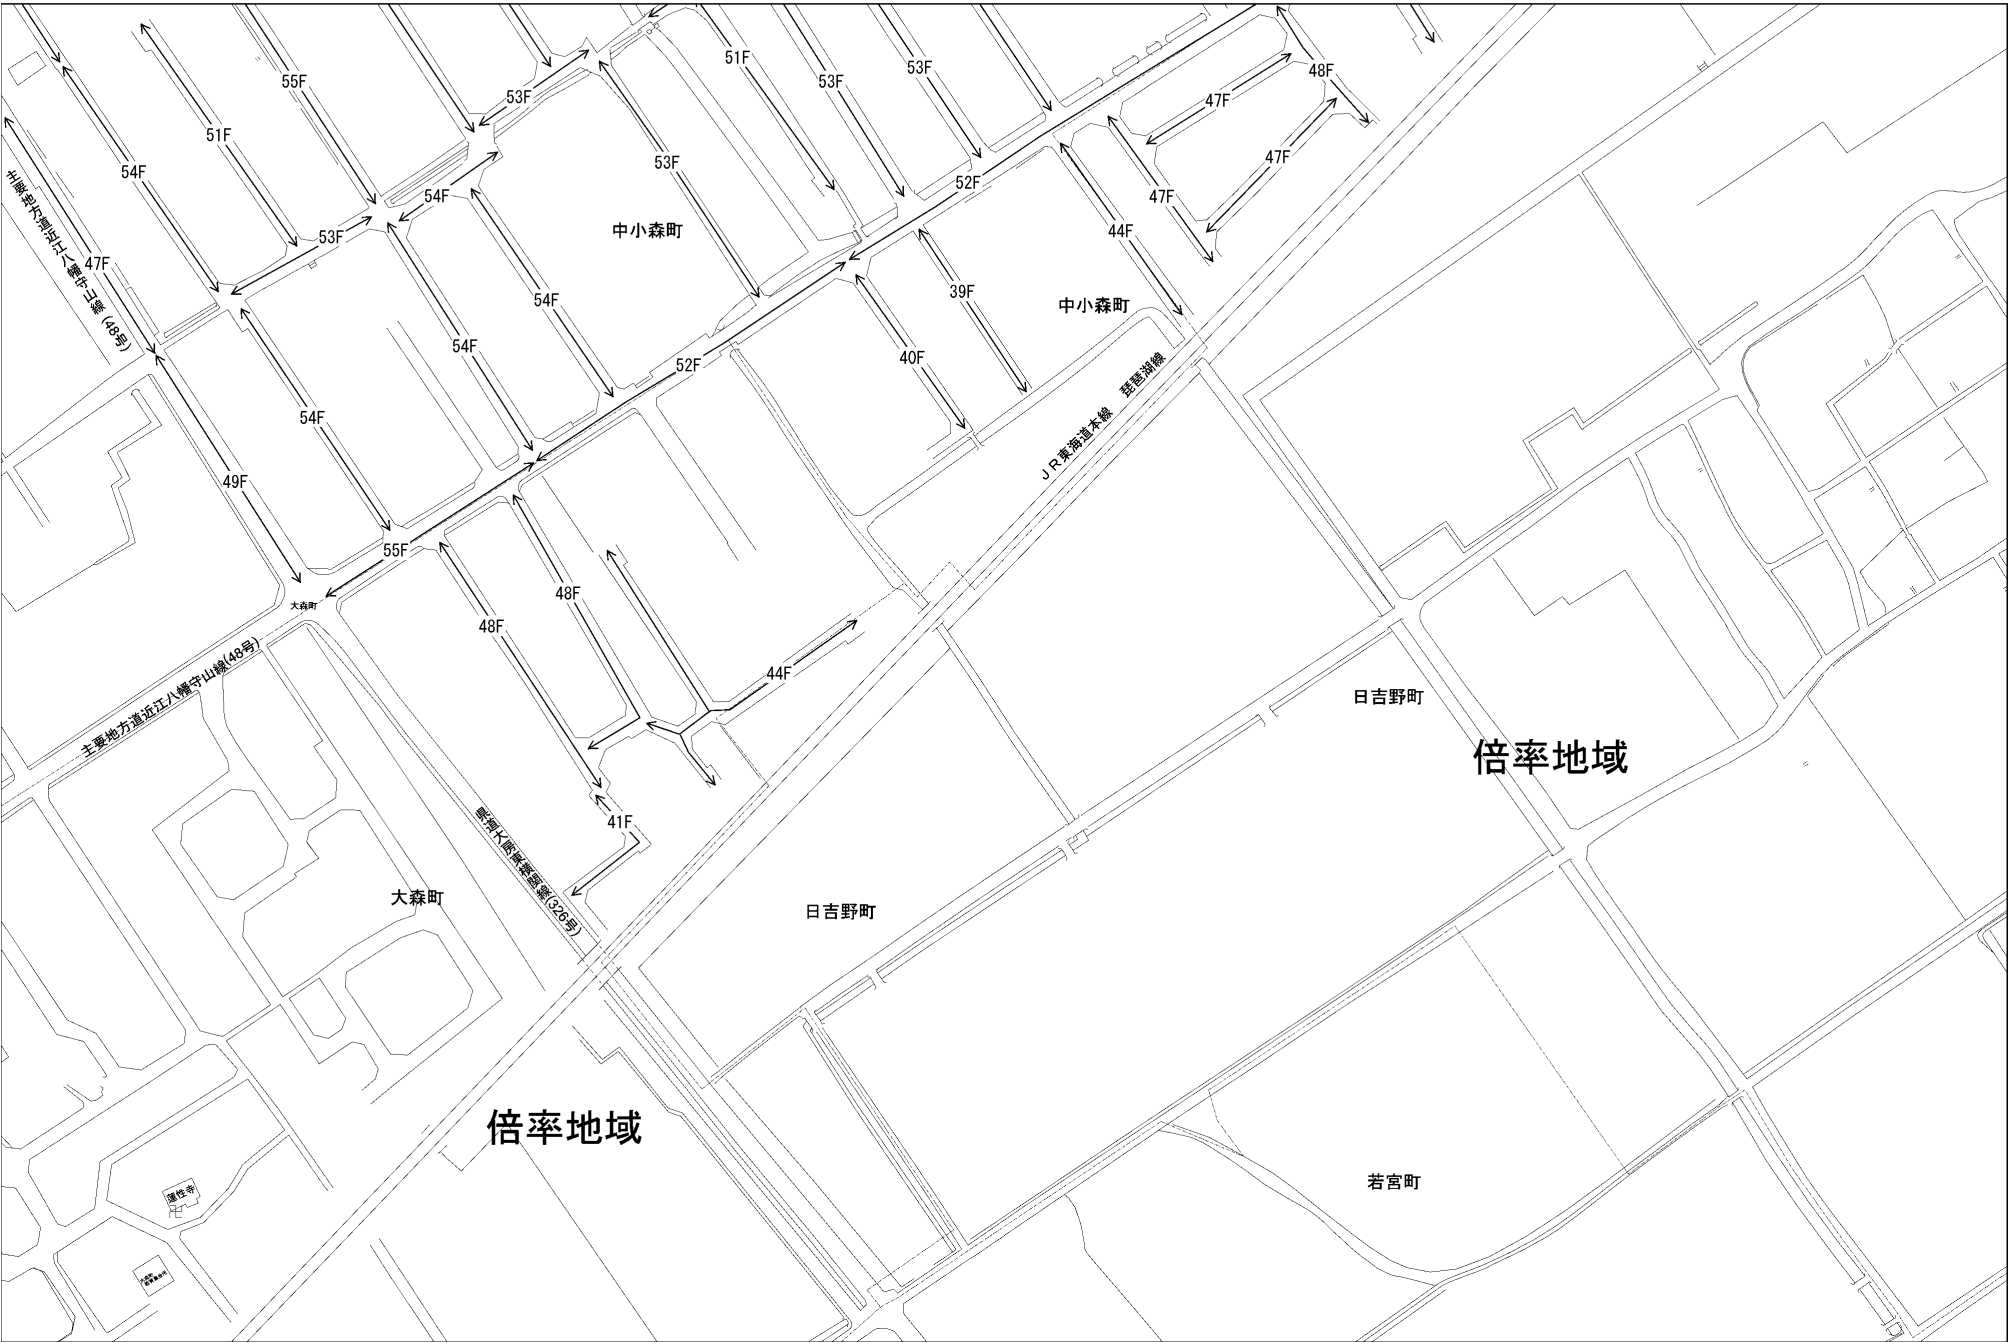 51F
53F
53F
55F
48F
53F
47F
51F
53F
47F
54F
54F
47F
52F
主要地方道近江八幡守山線(48号)
47F
53F
中小森町
44F
54F
39F
中小森町
54F
40F
52F
54F
JR東海道本線 琵琶湖線
49F
55F
48F
大森町
48F
主要地方道近江八幡守山線(48号)
44F
日吉野町
倍率地域
41F
県道大房東横関線(326号)
大森町
日吉野町
倍率地域
若宮町
蓮性寺